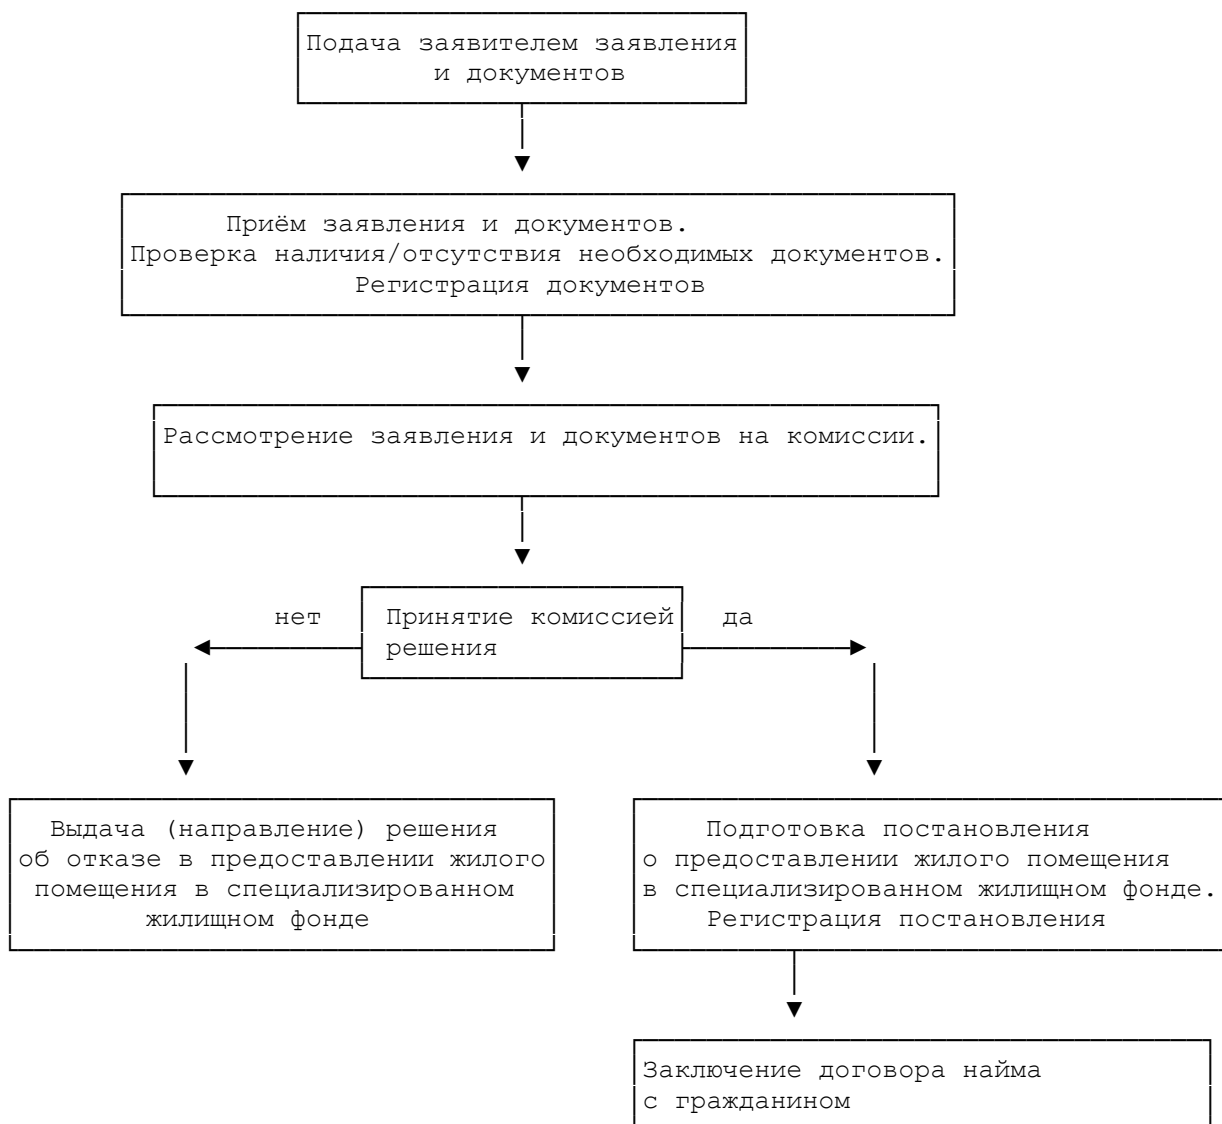 Подача заявителем заявления
и документов
Приём заявления и документов.
Проверка наличия/отсутствия необходимых документов.
Регистрация документов
Рассмотрение заявления и документов на комиссии.
нет
Принятие комиссией
да
решения
Выдача (направление) решения
об отказе в предоставлении жилого
помещения в специализированном
жилищном фонде
Подготовка постановления
о предоставлении жилого помещения
в специализированном жилищном фонде.
Регистрация постановления
Заключение договора найма
с гражданином